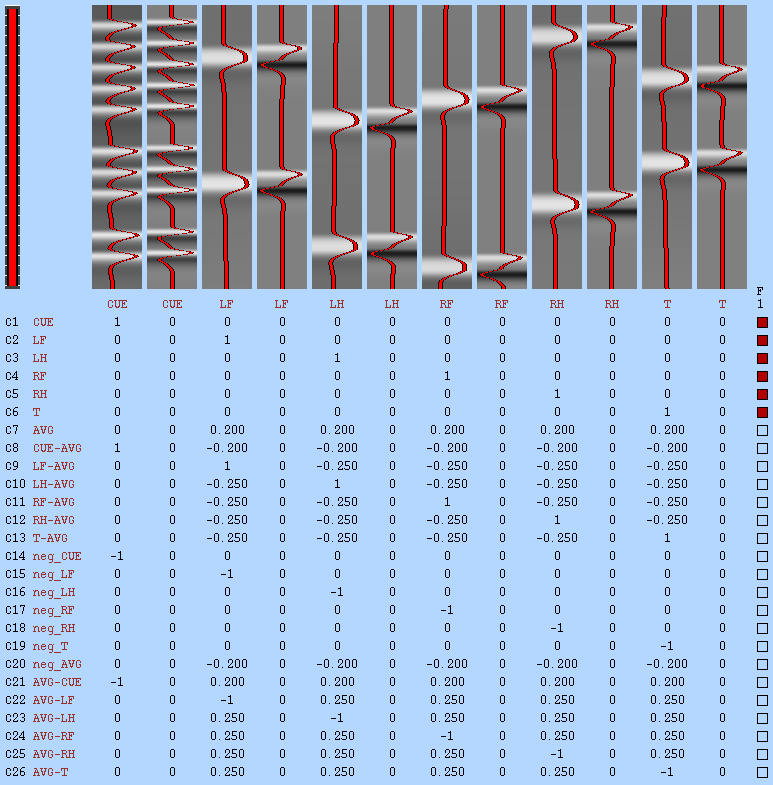 F
CUE CUE LF LF LH LH RF RF RH RH T T 1
C1 CUE 1 0 0 0 0 0 0 0 0 0 0 0
C2 LF 0 0 1 0 0 0 0 0 0 0 0 0
C3 LH 0 0 0 0 1 0 0 0 0 0 0 0
C4 RF 0 0 0 0 0 0 1 0 0 0 0 0
C5 RH 0 0 0 0 0 0 0 0 1 0 0 0
C6 T 0 0 0 0 0 0 0 0 0 0 1 0
C7 AVG 0 0 0.200 0 0.200 0 0.200 0 0.200 0 0.200 0
C8 CUE-AVG 1 0 -0.200 0 -0.200 0 -0.200 0 -0.200 0 -0.200 0
C9 LF-AVG 0 0 1 0 -0.250 0 -0.250 0 -0.250 0 -0.250 0
C10 LH-AVG 0 0 -0.250 0 1 0 -0.250 0 -0.250 0 -0.250 0
C11 RF-AVG 0 0 -0.250 0 -0.250 0 1 0 -0.250 0 -0.250 0
C12 RH-AVG 0 0 -0.250 0 -0.250 0 -0.250 0 1 0 -0.250 0
C13 T-AVG 0 0 -0.250 0 -0.250 0 -0.250 0 -0.250 0 1 0
C14 neg_CUE -1 0 0 0 0 0 0 0 0 0 0 0
C15 neg_LF 0 0 -1 0 0 0 0 0 0 0 0 0
C16 neg_LH 0 0 0 0 -1 0 0 0 0 0 0 0
C17 neg_RF 0 0 0 0 0 0 -1 0 0 0 0 0
C18 neg_RH 0 0 0 0 0 0 0 0 -1 0 0 0
C19 neg_T 0 0 0 0 0 0 0 0 0 0 -1 0
C20 neg_AVG 0 0 -0.200 0 -0.200 0 -0.200 0 -0.200 0 -0.200 0
C21 AVG-CUE -1 0 0.200 0 0.200 0 0.200 0 0.200 0 0.200 0
C22 AVG-LF 0 0 -1 0 0.250 0 0.250 0 0.250 0 0.250 0
C23 AVG-LH 0 0 0.250 0 -1 0 0.250 0 0.250 0 0.250 0
C24 AVG-RF 0 0 0.250 0 0.250 0 -1 0 0.250 0 0.250 0
C25 AVG-RH 0 0 0.250 0 0.250 0 0.250 0 -1 0 0.250 0
C26 AVG-T 0 0 0.250 0 0.250 0 0.250 0 0.250 0 -1 0